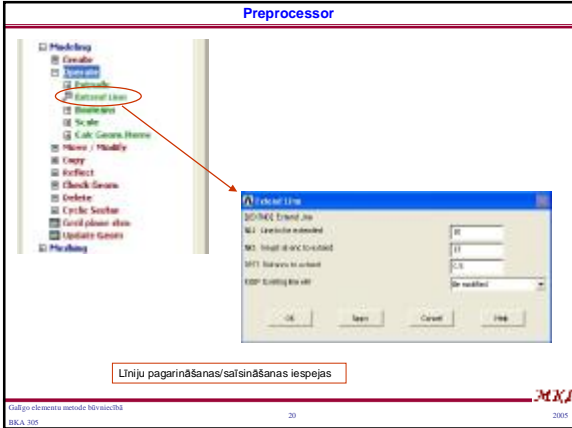 Preprocessor
Modeling
Create
Operate
Extrude
Extend Line
Booleans
Scale
Calc Geom Items
Move / Modify
Copy
Reflect
Check Geom
Delete
Cyclic Sector
Update Geom
Meshing
Extend Line
Extend Line
NL1 Line to be extended
NK1 Keypt at end to extend
DIST Distance to extend
KEEP Existing line will
Be modified
OK
Apply
Cancel
Help
Līniju pagarināšanas/saīsināšanas iespejas
МКД
Galīgo elementu metode būvniecībā
BKA 305
20
2005